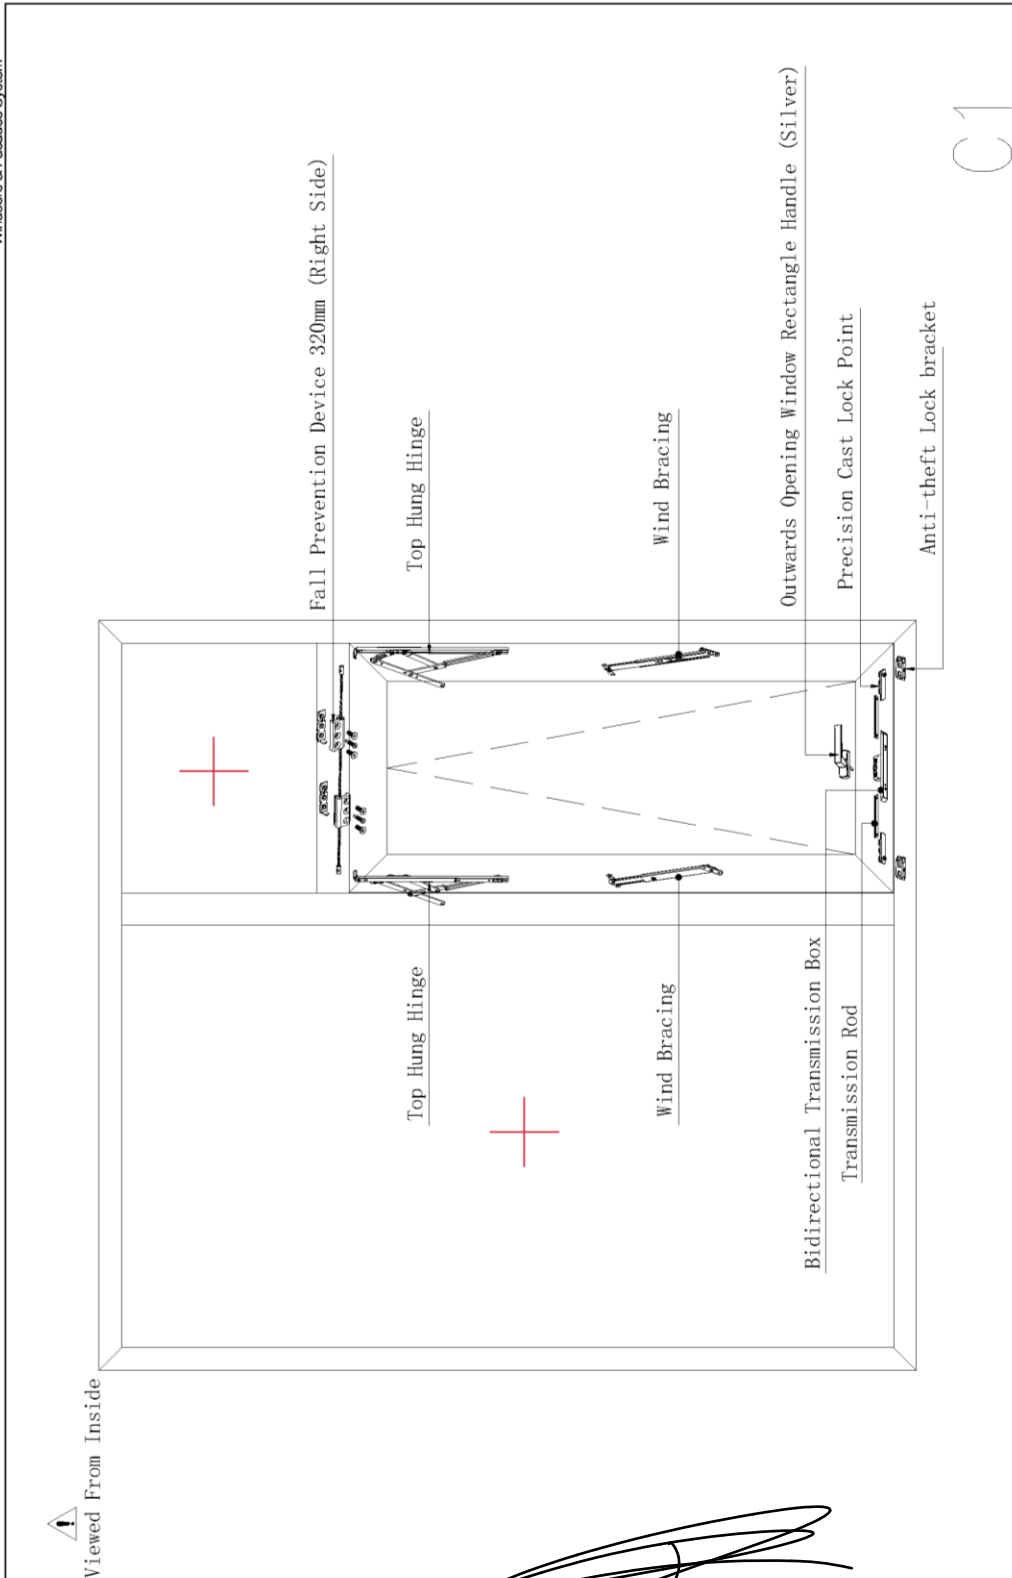 Viewed From Inside
Fall Prevention Device 320mm (Right Side)
Top Hung Hinge
Top Hung Hinge
Wind Bracing
Wind Bracing
Outwards Opening Window Rectangle Handle (Silver)
Bidirectional Transmission Box
Precision Cast Lock Point
Transmission Rod
Anti-theft Lock bracket
C1